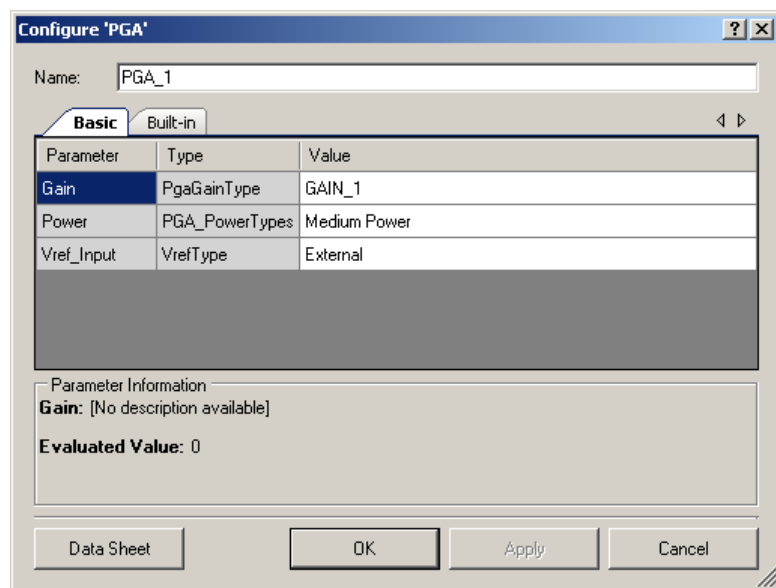 Configure 'PGA'
Name: PGA_1
Basic Built-in
Parameter Type Value
Gain PgaGainType GAIN_1
Power PGA_PowerTypes Medium Power
Vref_Input VrefType External
Parameter Information
Gain: [No description available]
Evaluated Value: 0
Data Sheet OK Apply Cancel